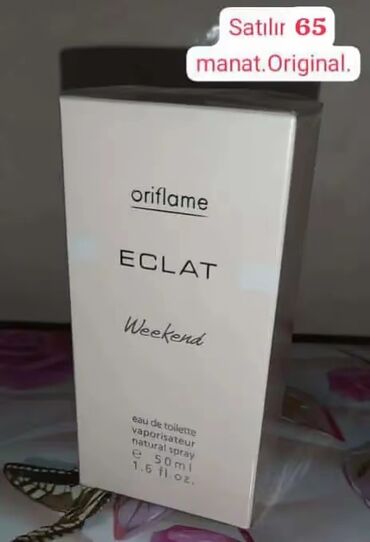 Satılır 65
manat.Original.
oriflame
ECLAT
Weekend
eau de toilette
vaporisateur
natural spray
e 50ml
1.6 fl oz.